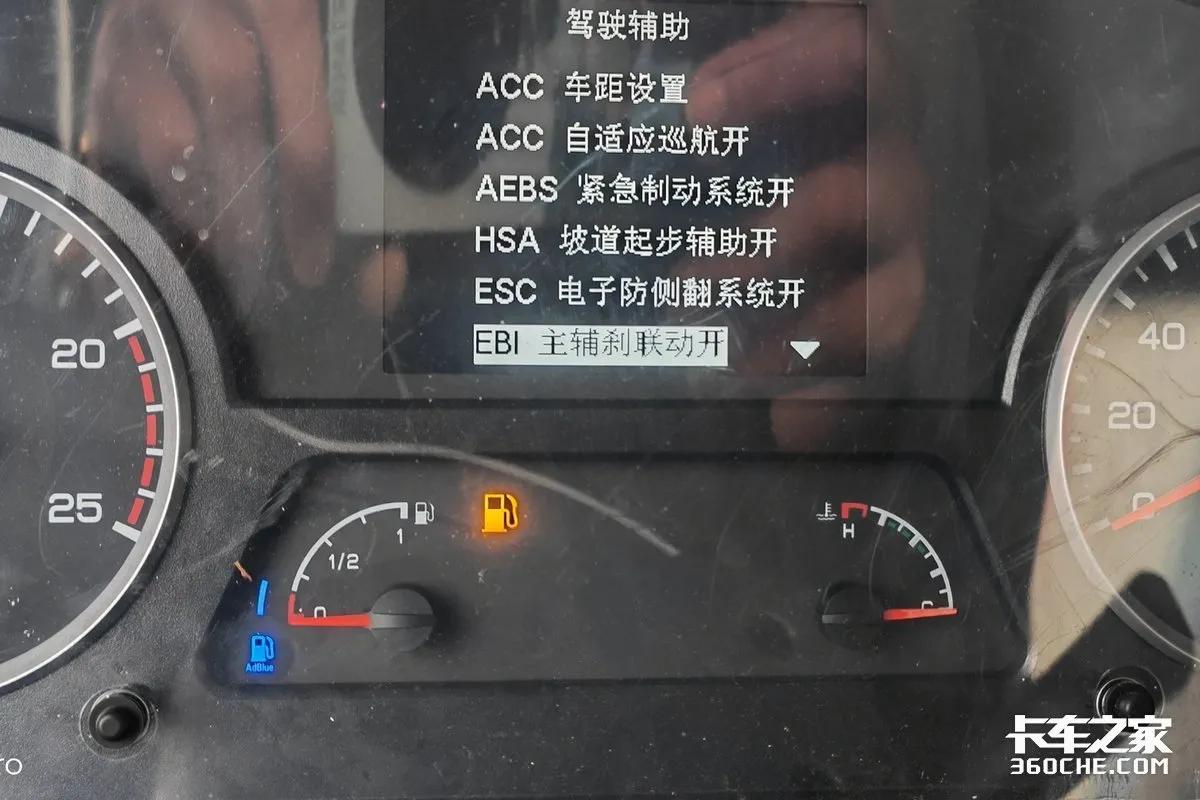 驾驶辅助
ACC 车距设置
ACC 自适应巡航开
AEBS 紧急制动系统开
HSA 坡道起步辅助开
ESC 电子防侧翻系统开
EBI 主辅刹联动开
20
25
1/2
1
0
AdBlue
H
C
40
20
0
ro
卡车之家
360CHE.COM